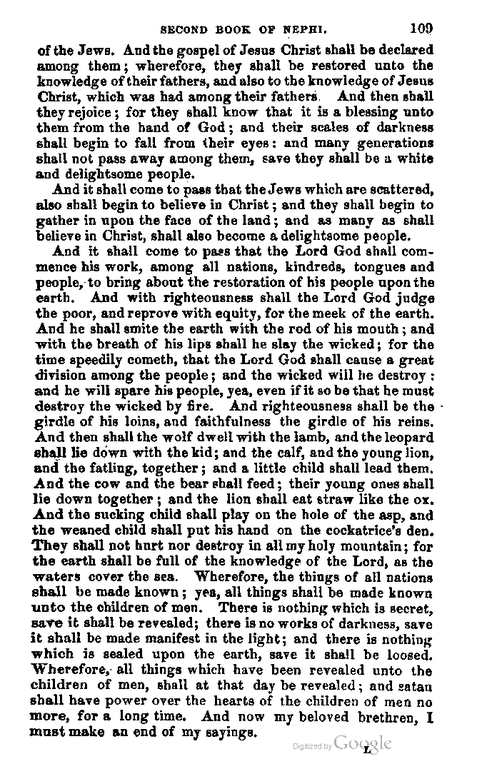 SECOND BOOK OF NEPHI. 109
of the Jews. And the gospel of Jesus Christ shall be declared
among them; wherefore, they shall be restored unto the
knowledge of their fathers, and also to the knowledge of Jesus
Christ, which was had among their fathers. And then shall
they rejoice; for they shall know that it is a blessing unto
them from the hand of God; and their scales of darkness
shall begin to fall from their eyes: and many generations
shall not pass away among them, save they shall be a white
and delightsome people.
And it shall come to pass that the Jews which are scattered,
also shall begin to believe in Christ; and they shall begin to
gather in upon the face of the land; and as many as shall
believe in Christ, shall also become a delightsome people.
And it shall come to pass that the Lord God shall com-
mence his work, among all nations, kindreds, tongues and
people, to bring about the restoration of his people upon the
earth. And with righteousness shall the Lord God judge
the poor, and reprove with equity, for the meek of the earth.
And he shall smite the earth with the rod of his mouth; and
with the breath of his lips shall he slay the wicked; for the
time speedily cometh, that the Lord God shall cause a great
division among the people; and the wicked will he destroy:
and he will spare his people, yea, even if it so be that he must
destroy the wicked by fire. And righteousness shall be the
girdle of his loins, and faithfulness the girdle of his reins.
And then shall the wolf dwell with the lamb, and the leopard
shall lie down with the kid; and the calf, and the young lion,
and the fatling, together; and a little child shall lead them.
And the cow and the bear shall feed; their young ones shall
lie down together; and the lion shall eat straw like the ox.
And the sucking child shall play on the hole of the asp, and
the weaned child shall put his hand on the cockatrice's den.
They shall not hurt nor destroy in all my holy mountain; for
the earth shall be full of the knowledge of the Lord, as the
waters cover the sea. Wherefore, the things of all nations
shall be made known; yea, all things shall be made known
unto the children of men. There is nothing which is secret,
save it shall be revealed; there is no works of darkness, save
it shall be made manifest in the light; and there is nothing
which is sealed upon the earth, save it shall be loosed.
Wherefore, all things which have been revealed unto the
children of men, shall at that day be revealed; and satan
shall have power over the hearts of the children of men no
more, for a long time. And now my beloved brethren, I
must make an end of my sayings.
L
Digitized by Google